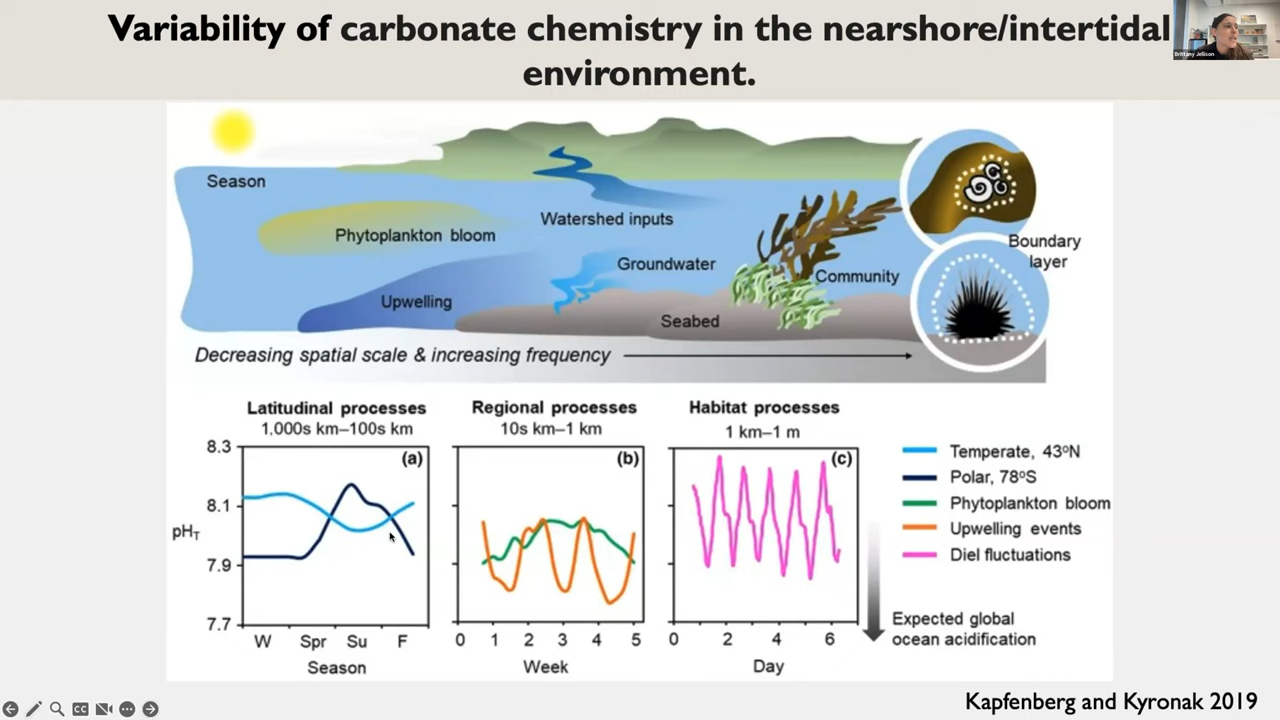 Variability of carbonate chemistry in the nearshore/intertidal
environment.
Brittany Jellison
Season
Phytoplankton bloom
Watershed inputs
Groundwater
Upwelling
Community
Seabed
Boundary
layer
Decreasing spatial scale & increasing frequency
Latitudinal processes
1,000s km–100s km
Regional processes
10s km–1 km
Habitat processes
1 km–1 m
(a)
(b)
(c)
8.3
8.1
7.9
7.7
pHT
W Spr Su F
Season
0 1 2 3 4 5
Week
0 2 4 6
Day
Temperate, 43ºN
Polar, 78ºS
Phytoplankton bloom
Upwelling events
Diel fluctuations
Expected global
ocean acidification
Kapfenberg and Kyronak 2019
CC